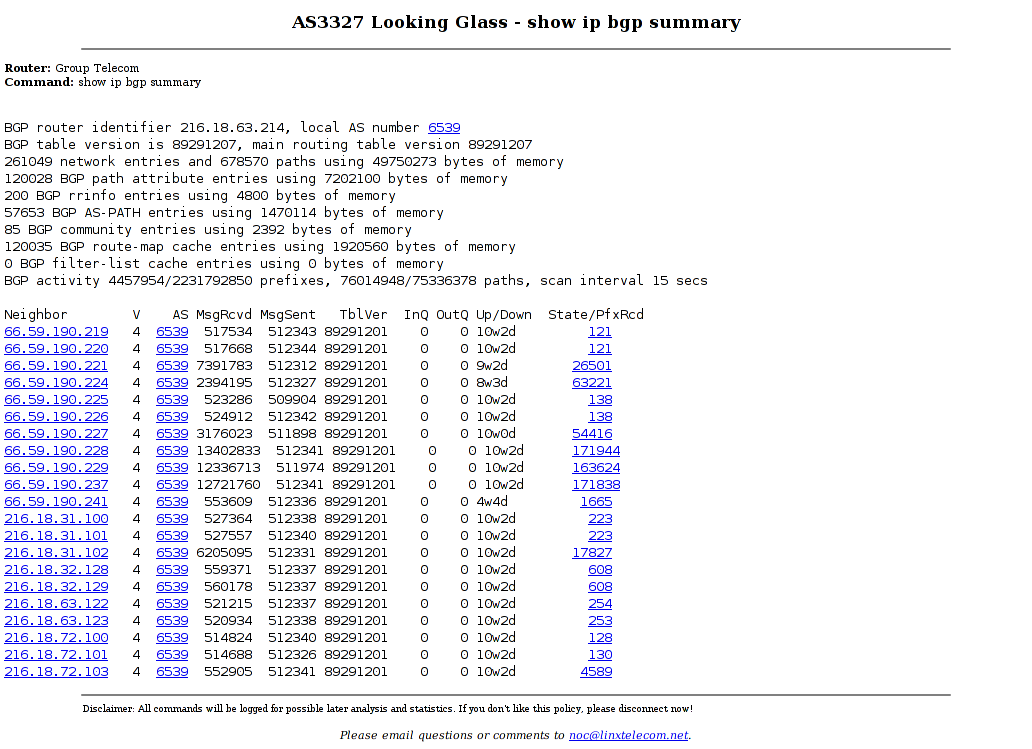 AS3327 Looking Glass - show ip bgp summary
Router: Group Telecom
Command: show ip bgp summary
BGP router identifier 216.18.63.214, local AS number 6539
BGP table version is 89291207, main routing table version 89291207
261049 network entries and 678570 paths using 49750273 bytes of memory
120028 BGP path attribute entries using 7202100 bytes of memory
200 BGP rrinfo entries using 4800 bytes of memory
57653 BGP AS-PATH entries using 1470114 bytes of memory
85 BGP community entries using 2392 bytes of memory
120035 BGP route-map cache entries using 1920560 bytes of memory
0 BGP filter-list cache entries using 0 bytes of memory
BGP activity 4457954/2231792850 prefixes, 76014948/75336378 paths, scan interval 15 secs
Neighbor V AS MsgRcvd MsgSent TblVer InQ OutQ Up/Down State/PfxRcd
66.59.190.219 4 6539 517534 512343 89291201 0 0 10w2d 121
66.59.190.220 4 6539 517668 512344 89291201 0 0 10w2d 121
66.59.190.221 4 6539 7391783 512312 89291201 0 0 9w2d 26501
66.59.190.224 4 6539 2394195 512327 89291201 0 0 8w3d 63221
66.59.190.225 4 6539 523286 509904 89291201 0 0 10w2d 138
66.59.190.226 4 6539 524912 512342 89291201 0 0 10w2d 138
66.59.190.227 4 6539 3176023 511898 89291201 0 0 10w0d 54416
66.59.190.228 4 6539 13402833 512341 89291201 0 0 10w2d 171944
66.59.190.229 4 6539 12336713 511974 89291201 0 0 10w2d 163624
66.59.190.237 4 6539 12721760 512341 89291201 0 0 10w2d 171838
66.59.190.241 4 6539 553609 512336 89291201 0 0 4w4d 1665
216.18.31.100 4 6539 527364 512338 89291201 0 0 10w2d 223
216.18.31.101 4 6539 527557 512340 89291201 0 0 10w2d 223
216.18.31.102 4 6539 6205095 512331 89291201 0 0 10w2d 17827
216.18.32.128 4 6539 559371 512337 89291201 0 0 10w2d 608
216.18.32.129 4 6539 560178 512337 89291201 0 0 10w2d 608
216.18.63.122 4 6539 521215 512337 89291201 0 0 10w2d 254
216.18.63.123 4 6539 520934 512338 89291201 0 0 10w2d 253
216.18.72.100 4 6539 514824 512340 89291201 0 0 10w2d 128
216.18.72.101 4 6539 514688 512326 89291201 0 0 10w2d 130
216.18.72.103 4 6539 552905 512341 89291201 0 0 10w2d 4589
Disclaimer: All commands will be logged for possible later analysis and statistics. If you don't like this policy, please disconnect now!
Please email questions or comments to noc@linxtelecom.net.